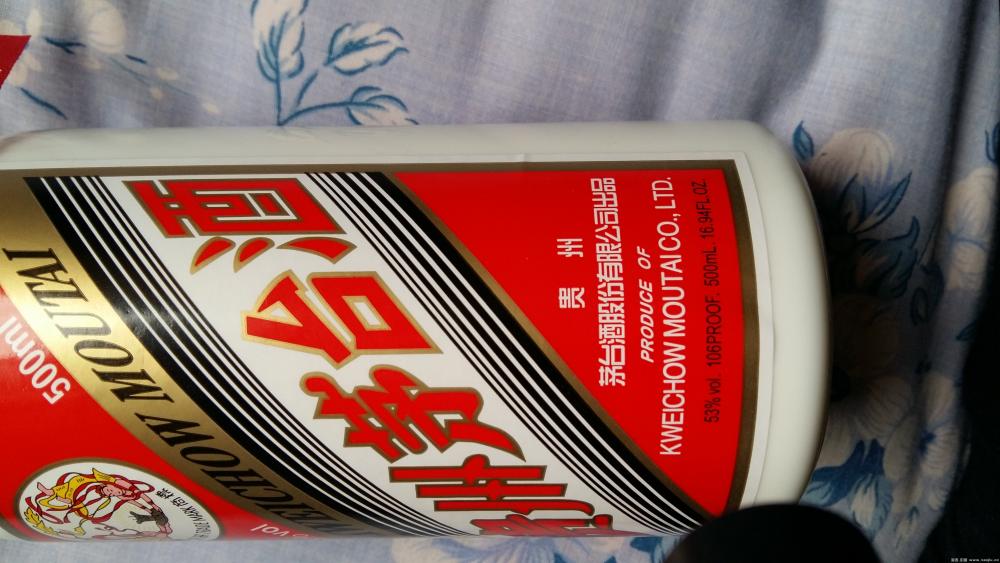 500ml
KWEICHOW MOUTAI
贵州茅台酒
贵 州
茅台酒股份有限公司出品
PRODUCE OF
KWEICHOW MOUTAI CO., LTD.
53% vol. 106PROOF. 500mL 16.94FL.OZ.